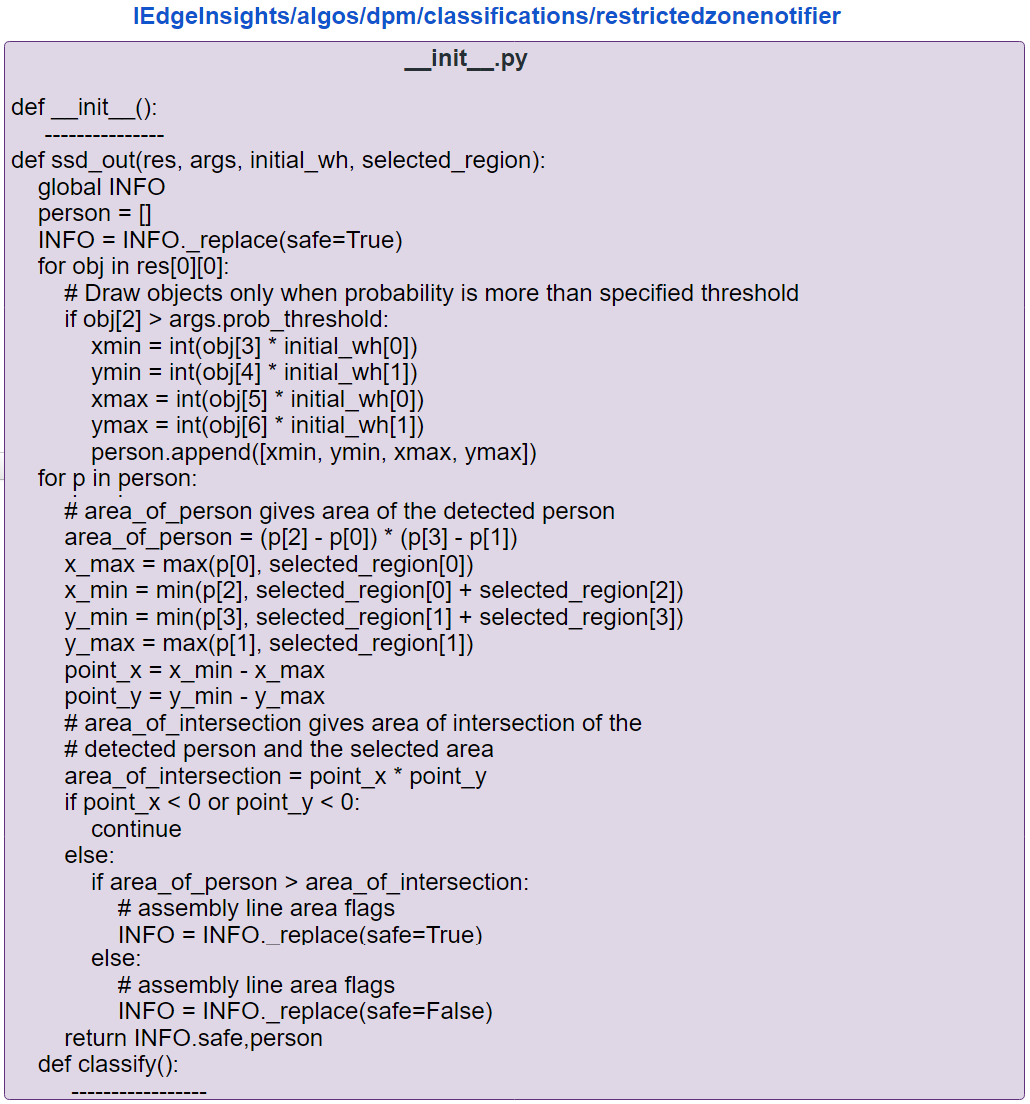 IEdgeInsights/algos/dpm/classifications/restrictedzonenotifier
__init__.py
def __init__():
---------------
def ssd_out(res, args, initial_wh, selected_region):
global INFO
person = []
INFO = INFO._replace(safe=True)
for obj in res[0][0]:
# Draw objects only when probability is more than specified threshold
if obj[2] > args.prob_threshold:
xmin = int(obj[3] * initial_wh[0])
ymin = int(obj[4] * initial_wh[1])
xmax = int(obj[5] * initial_wh[0])
ymax = int(obj[6] * initial_wh[1])
person.append([xmin, ymin, xmax, ymax])
for p in person:
# area_of_person gives area of the detected person
area_of_person = (p[2] - p[0]) * (p[3] - p[1])
x_max = max(p[0], selected_region[0])
x_min = min(p[2], selected_region[0] + selected_region[2])
y_min = min(p[3], selected_region[1] + selected_region[3])
y_max = max(p[1], selected_region[1])
point_x = x_min - x_max
point_y = y_min - y_max
# area_of_intersection gives area of intersection of the
# detected person and the selected area
area_of_intersection = point_x * point_y
if point_x < 0 or point_y < 0:
continue
else:
if area_of_person > area_of_intersection:
# assembly line area flags
INFO = INFO._replace(safe=True)
else:
# assembly line area flags
INFO = INFO._replace(safe=False)
return INFO.safe,person
def classify():
-----------------